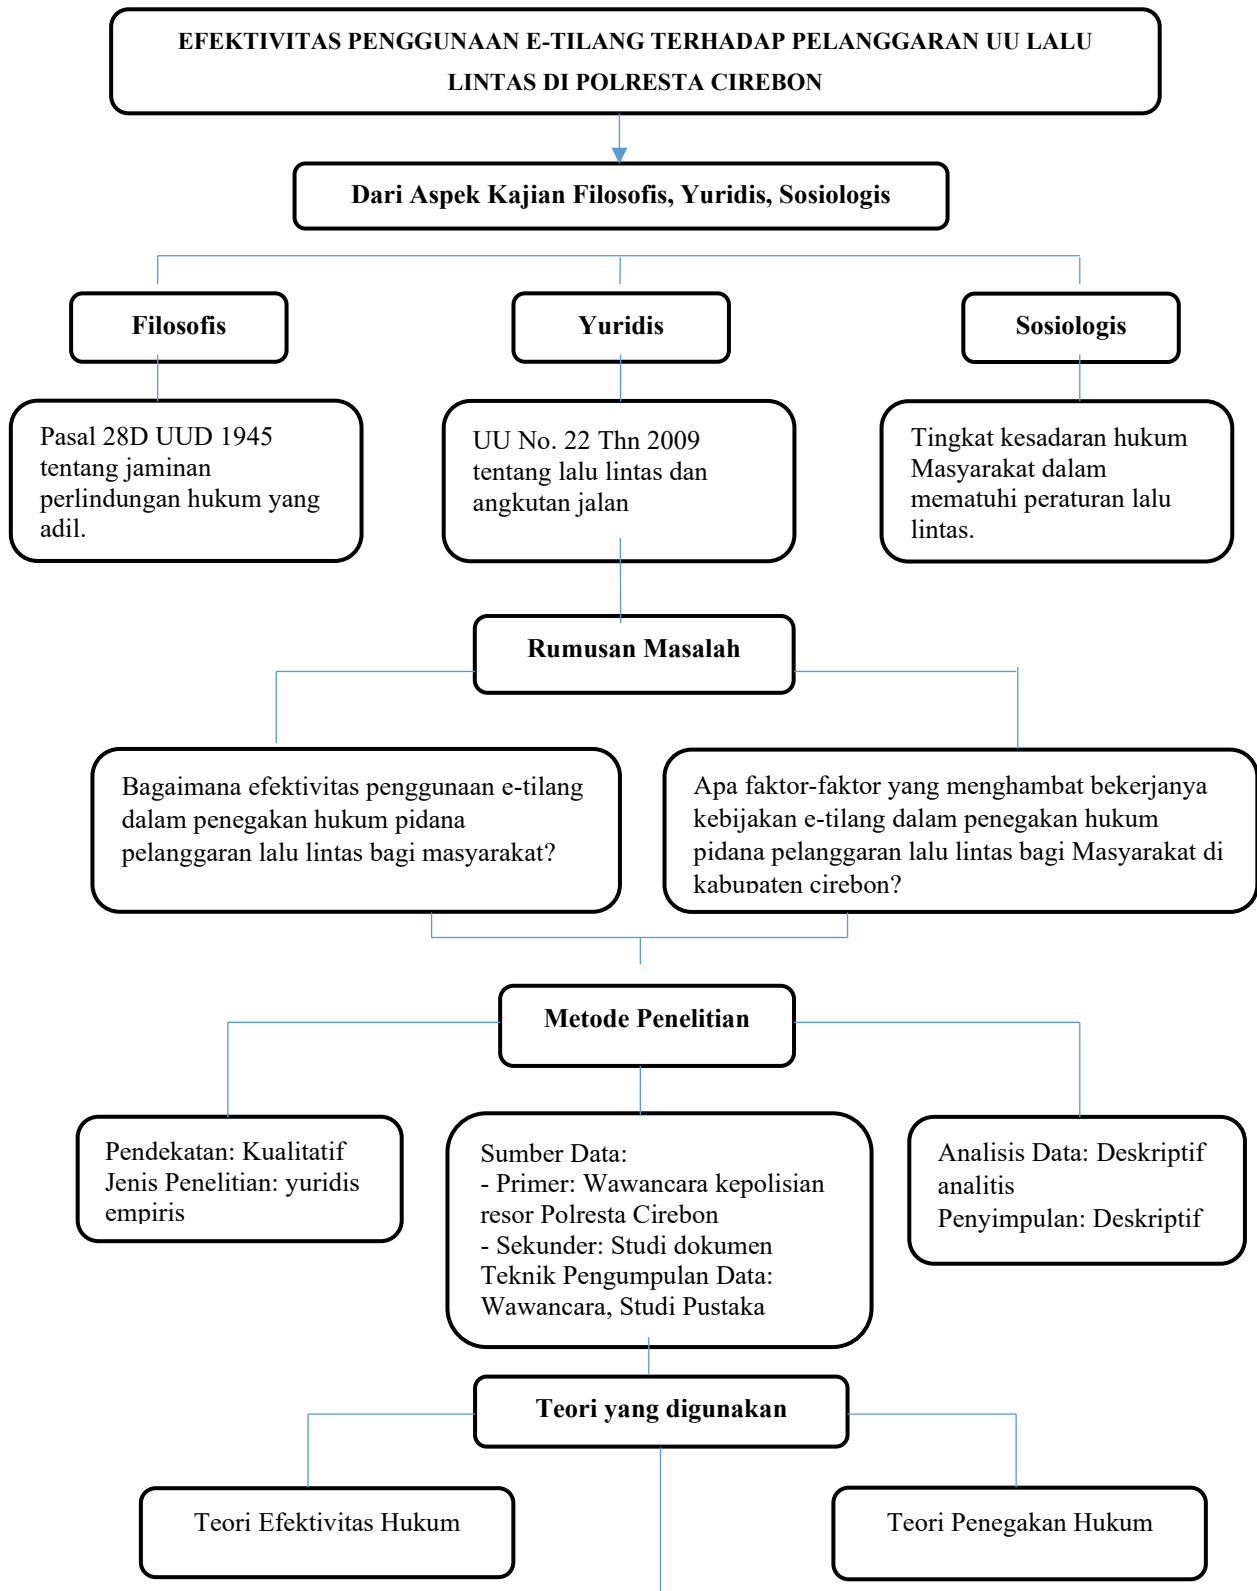 EFEKTIVITAS PENGGUNAAN E-TILANG TERHADAP PELANGGARAN UU LALU
LINTAS DI POLRESTA CIREBON
Dari Aspek Kajian Filosofis, Yuridis, Sosiologis
Filosofis
Yuridis
Sosiologis
Pasal 28D UUD 1945
tentang jaminan
perlindungan hukum yang
adil.
UU No. 22 Thn 2009
tentang lalu lintas dan
angkutan jalan
Tingkat kesadaran hukum
Masyarakat dalam
mematuhi peraturan lalu
lintas.
Rumusan Masalah
Bagaimana efektivitas penggunaan e-tilang
dalam penegakan hukum pidana
pelanggaran lalu lintas bagi masyarakat?
Apa faktor-faktor yang menghambat bekerjanya
kebijakan e-tilang dalam penegakan hukum
pidana pelanggaran lalu lintas bagi Masyarakat di
kabupaten cirebon?
Metode Penelitian
Pendekatan: Kualitatif
Jenis Penelitian: yuridis
empiris
Sumber Data:
- Primer: Wawancara kepolisian
resor Polresta Cirebon
- Sekunder: Studi dokumen
Teknik Pengumpulan Data:
Wawancara, Studi Pustaka
Analisis Data: Deskriptif
analitis
Penyimpulan: Deskriptif
Teori yang digunakan
Teori Efektivitas Hukum
Teori Penegakan Hukum